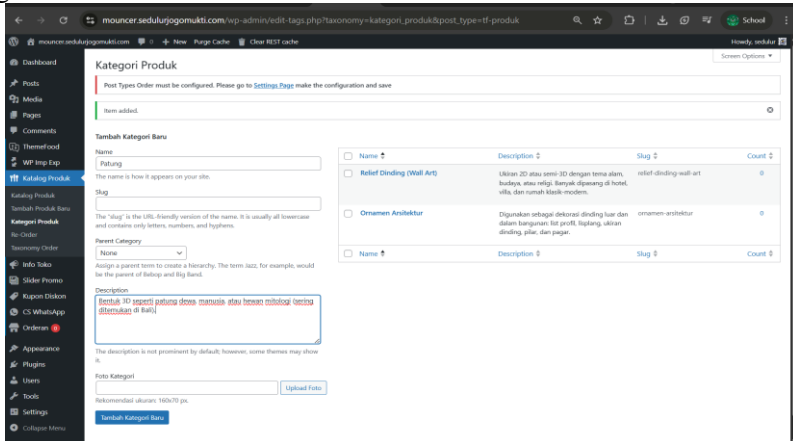 mouncer.sedulurjogomukti.com/wp-admin/edit-tags.php?taxonomy=kategori_produk&post_type=tf-produk
School
mouncer.sedulurjogomukti.com 0 + New Purge Cache Clear REST cache
Howdy, sedulur
Screen Options ▼
Dashboard
Posts
Media
Pages
Comments
ThemeFood
WP Imp Exp
Katalog Produk
Katalog Produk
Tambah Produk Baru
Kategori Produk
Re-Order
Taxonomy Order
Info Toko
Slider Promo
Kupon Diskon
CS WhatsApp
Orderan
Appearance
Plugins
Users
Tools
Settings
Collapse Menu
Kategori Produk
Post Types Order must be configured. Please go to Settings Page make the configuration and save
Item added.
Tambah Kategori Baru
Name
Patung
The name is how it appears on your site.
Slug
The "slug" is the URL-friendly version of the name. It is usually all lowercase
and contains only letters, numbers, and hyphens.
Parent Category
None
Assign a parent term to create a hierarchy. The term Jazz, for example, would
be the parent of Bebop and Big Band.
Description
Bentuk 3D seperti patung dewa, manusia, atau hewan mitologi (sering
ditemukan di Bali).
The description is not prominent by default; however, some themes may show
it.
Foto Kategori
Upload Foto
Rekomendasi ukuran: 160x70 px.
Tambah Kategori Baru
Name Description Slug Count
Relief Dinding (Wall Art) Ukiran 2D atau semi-3D dengan tema alam, relief-dinding-wall-art 0
budaya, atau religi. Banyak dipasang di hotel,
villa, dan rumah klasik-modern.
Ornamen Arsitektur Digunakan sebagai dekorasi dinding luar dan ornamen-arsitektur 0
dalam bangunan: list profil, lisplang, ukiran
dinding, pilar, dan pagar.
Name Description Slug Count